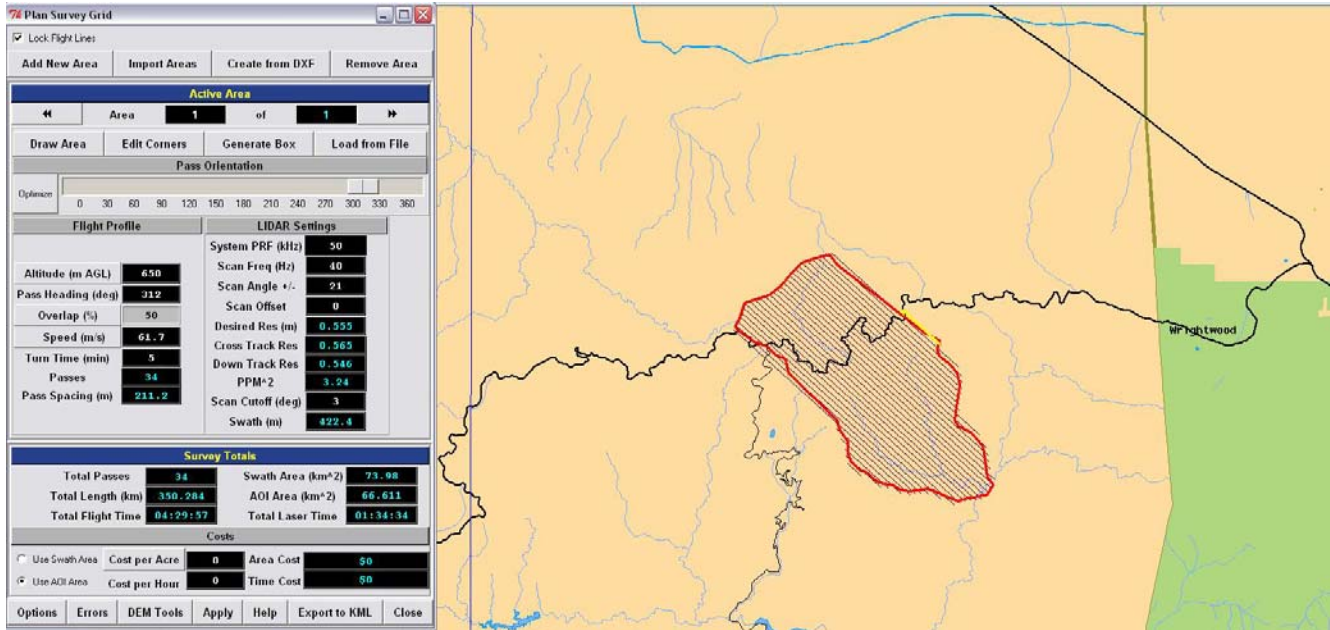 Plan Survey Grid
Lock Flight Lines
Add New Area Import Areas Create from DXF Remove Area
Active Area
Area 1 of 1
Draw Area Edit Corners Generate Box Load from File
Pass Orientation
Optimize
0 30 60 90 120 150 180 210 240 270 300 330 360
Flight Profile LIDAR Settings
System PRF (kHz) 50
Scan Freq (Hz) 40
Altitude (m AGL) 650
Scan Angle +/- 21
Pass Heading (deg) 312
Scan Offset 0
Overlap (%) 50
Desired Res (m) 0.555
Speed (m/s) 61.7
Cross Track Res 0.565
Turn Time (min) 5
Down Track Res 0.546
Passes 34
PPM^2 3.24
Pass Spacing (m) 211.2
Scan Cutoff (deg) 3
Swath (m) 422.4
Survey Totals
Total Passes 34 Swath Area (km^2) 73.98
Total Length (km) 350.284 AOI Area (km^2) 66.611
Total Flight Time 04:29:57 Total Laser Time 01:34:34
Costs
Use Swath Area Cost per Acre 0 Area Cost $0
Use AOI Area Cost per Hour 0 Time Cost $0
Options Errors DEM Tools Apply Help Export to KML Close
Wrightwood